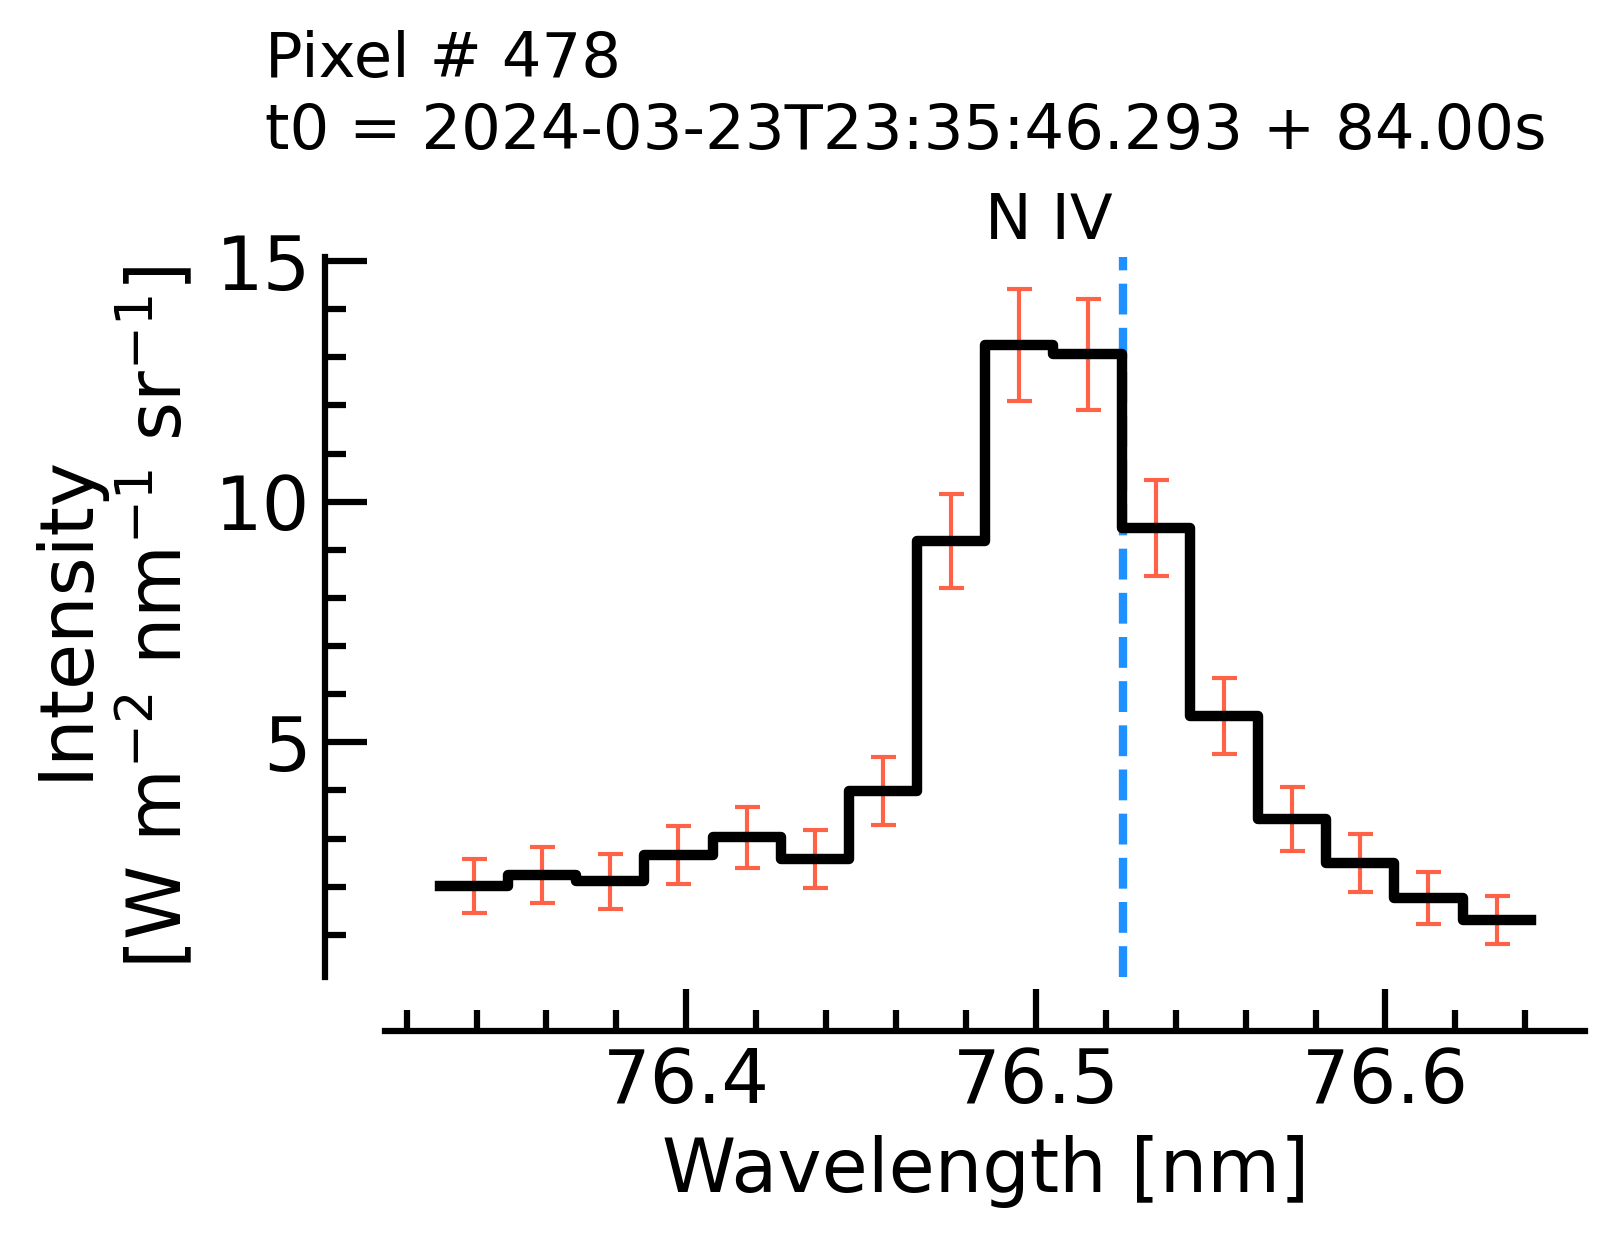 Pixel # 478
t0 = 2024-03-23T23:35:46.293 + 84.00s
N IV
15
10
5
Intensity
[W m⁻² nm⁻¹ sr⁻¹]
76.4 76.5 76.6
Wavelength [nm]